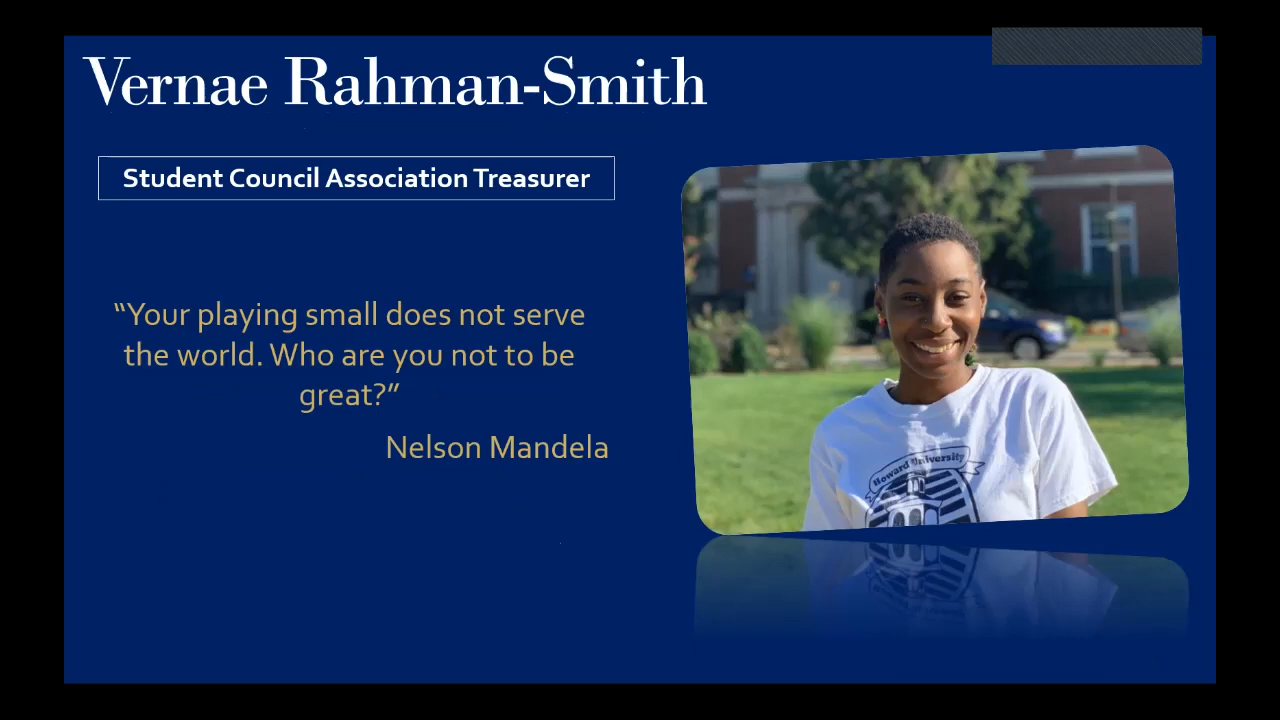 Vernae Rahman-Smith
Student Council Association Treasurer
“Your playing small does not serve
the world. Who are you not to be
great?”
Nelson Mandela
Howard University